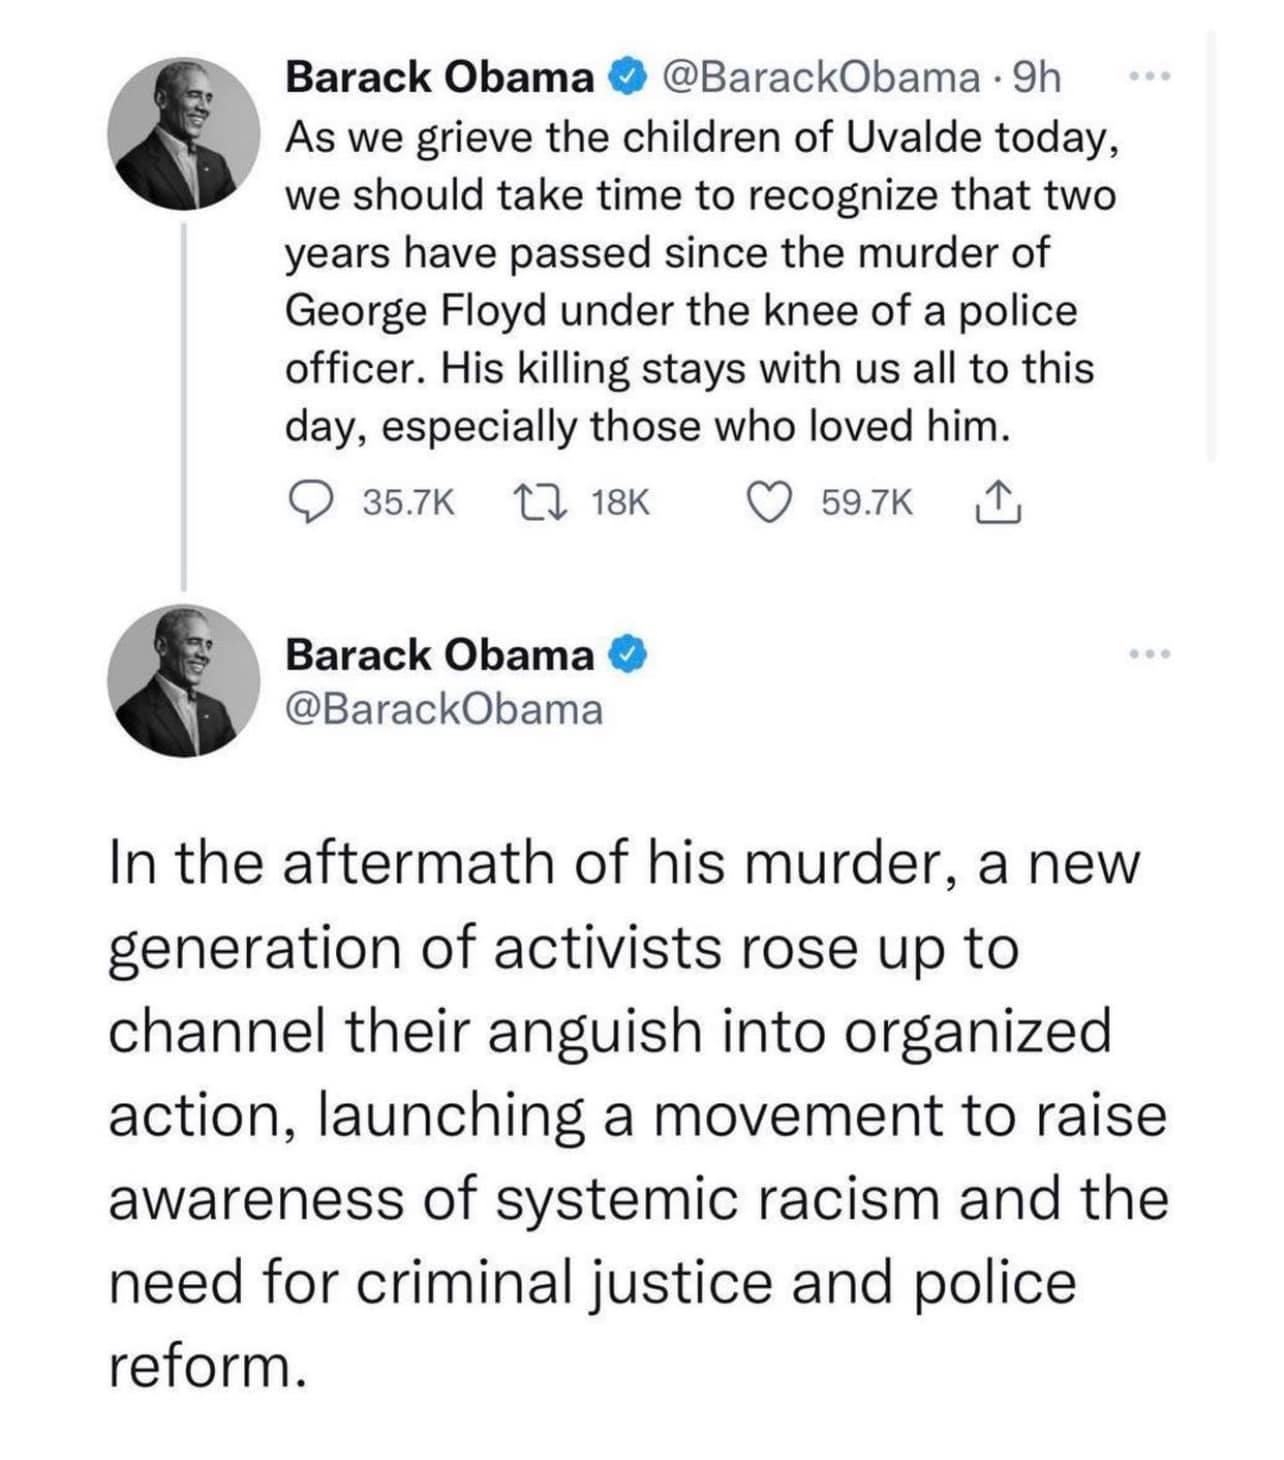 Barack Obama @BarackObama · 9h
As we grieve the children of Uvalde today,
we should take time to recognize that two
years have passed since the murder of
George Floyd under the knee of a police
officer. His killing stays with us all to this
day, especially those who loved him.
35.7K 18K 59.7K
Barack Obama
@BarackObama
In the aftermath of his murder, a new
generation of activists rose up to
channel their anguish into organized
action, launching a movement to raise
awareness of systemic racism and the
need for criminal justice and police
reform.